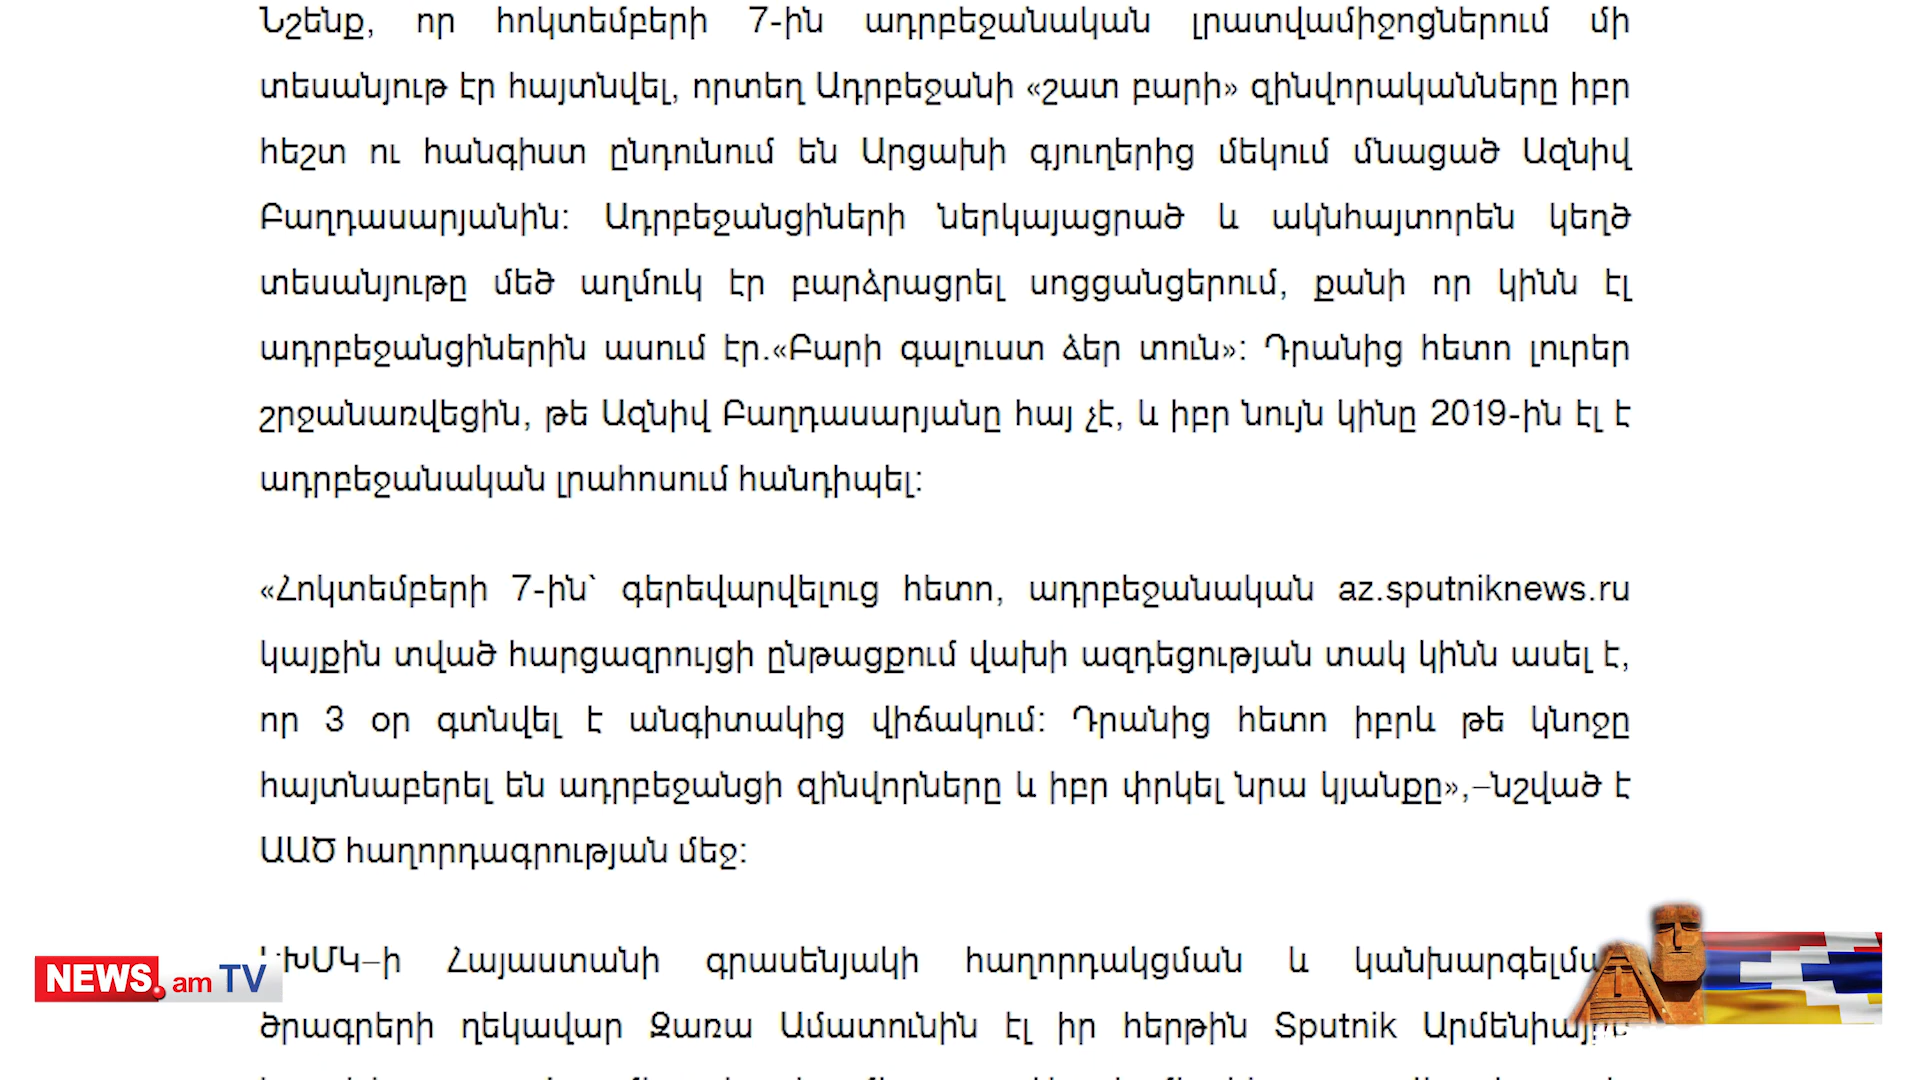 Նշենք, որ հոկտեմբերի 7-ին ադրբեջանական լրատվամիջոցներում մի
տեսանյութ էր հայտնվել, որտեղ Ադրբեջանի «շատ բարի» զինվորականները իբր
հեշտ ու հանգիստ ընդունում են Արցախի գյուղերից մեկում մնացած Ազնիվ
Բաղդասարյանին: Ադրբեջանցիների ներկայացրած և ակնհայտորեն կեղծ
տեսանյութը մեծ աղմուկ էր բարձրացրել սոցցանցերում, քանի որ կինն էլ
ադրբեջանցիներին ասում էր.«Բարի գալուստ ձեր տուն»: Դրանից հետո լուրեր
շրջանառվեցին, թե Ազնիվ Բաղդասարյանը հայ չէ, և իբր նույն կինը 2019-ին էլ է
ադրբեջանական լրահոսում հանդիպել:
«Հոկտեմբերի 7-ին` գերեվարվելուց հետո, ադրբեջանական az.sputniknews.ru
կայքին տված հարցազրույցի ընթացքում վախի ազդեցության տակ կինն ասել է,
որ 3 օր գտնվել է անգիտակից վիճակում: Դրանից հետո իբրև թե կնոջը
հայտնաբերել են ադրբեջանցի զինվորները և իբր փրկել նրա կյանքը»,–նշված է
ԱԱԾ հաղորդագրության մեջ:
ԿԽՄԿ–ի Հայաստանի գրասենյակի հաղորդակցման և
ծրագրերի ղեկավար Զառա Ամատունին էլ իր հերթին Sputnik
NEWS.am TV